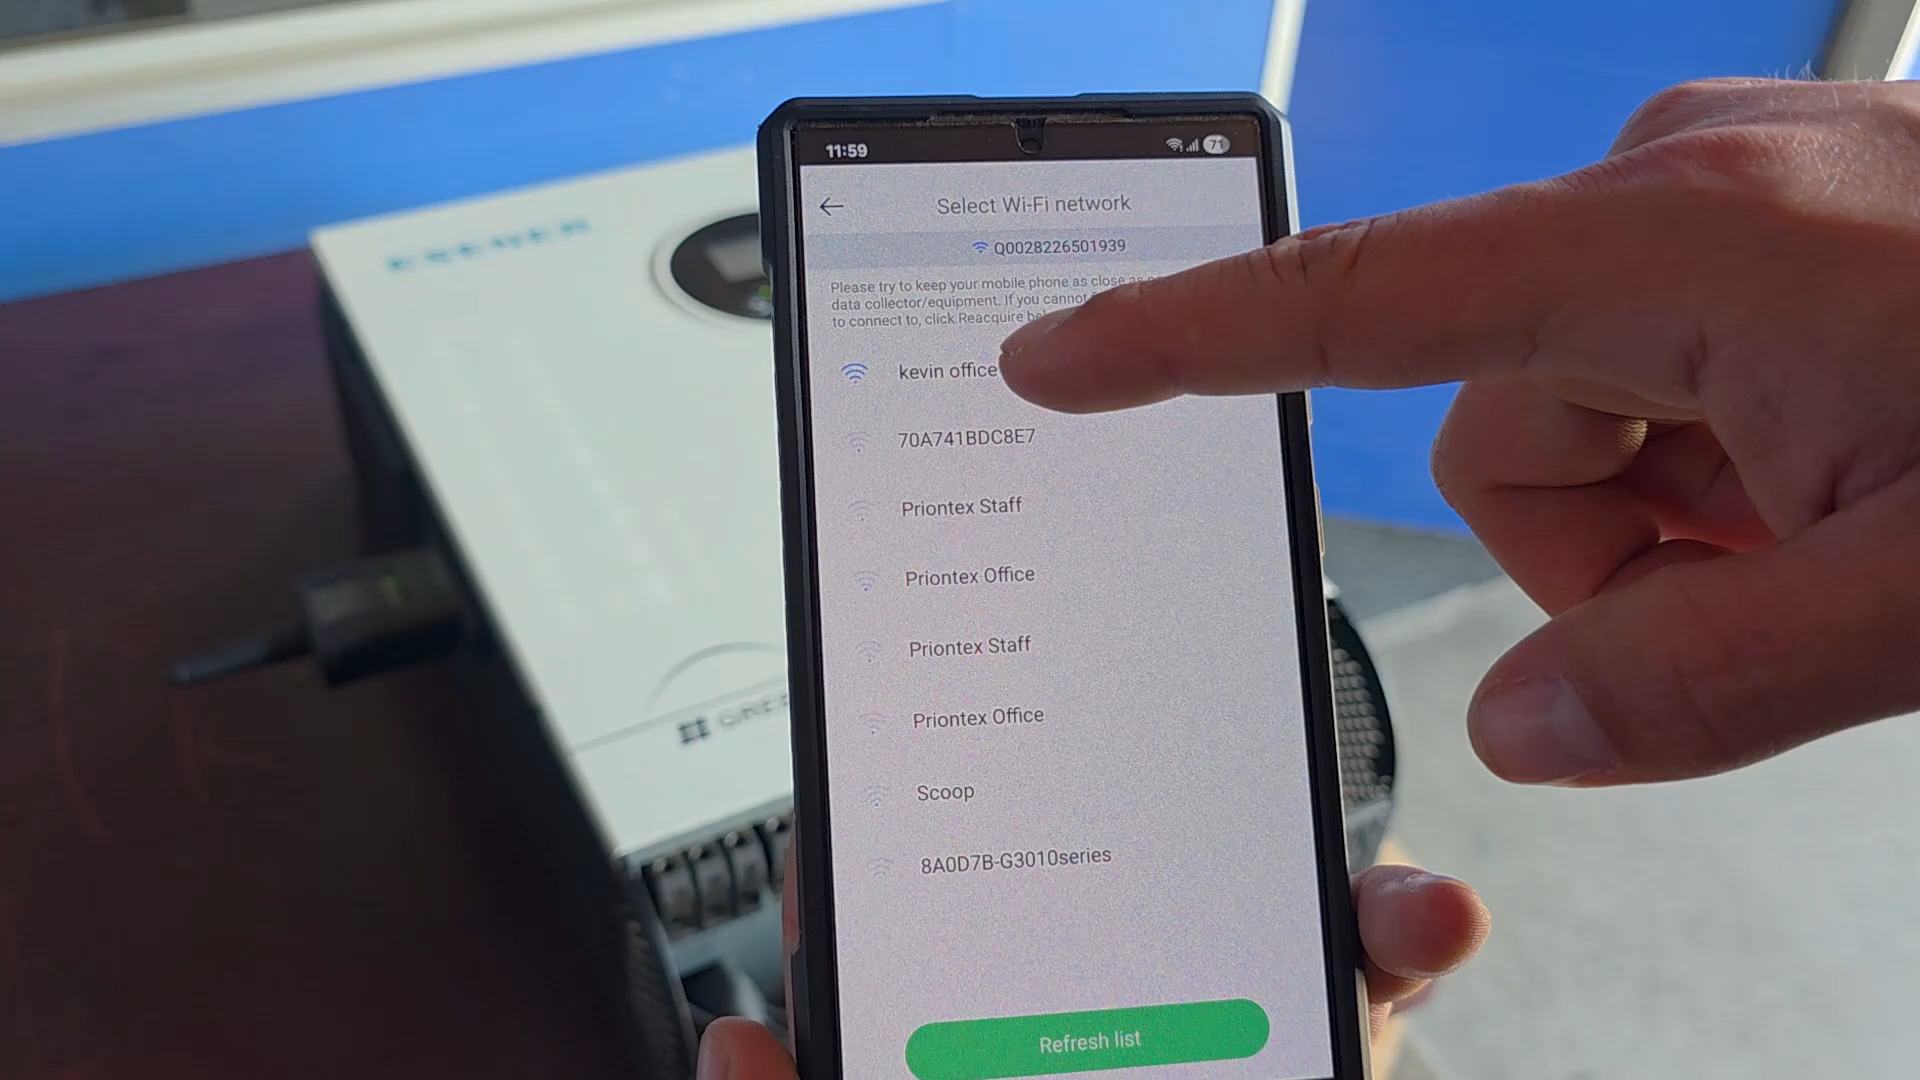 11:59
71
Select Wi-Fi network
Q0028226501939
Please try to keep your mobile phone as close as
data collector/equipment. If you cannot
to connect to, click Reacquire
kevin office
70A741BDC8E7
Priontex Staff
Priontex Office
Priontex Staff
Priontex Office
Scoop
8A0D7B-G3010series
Refresh list